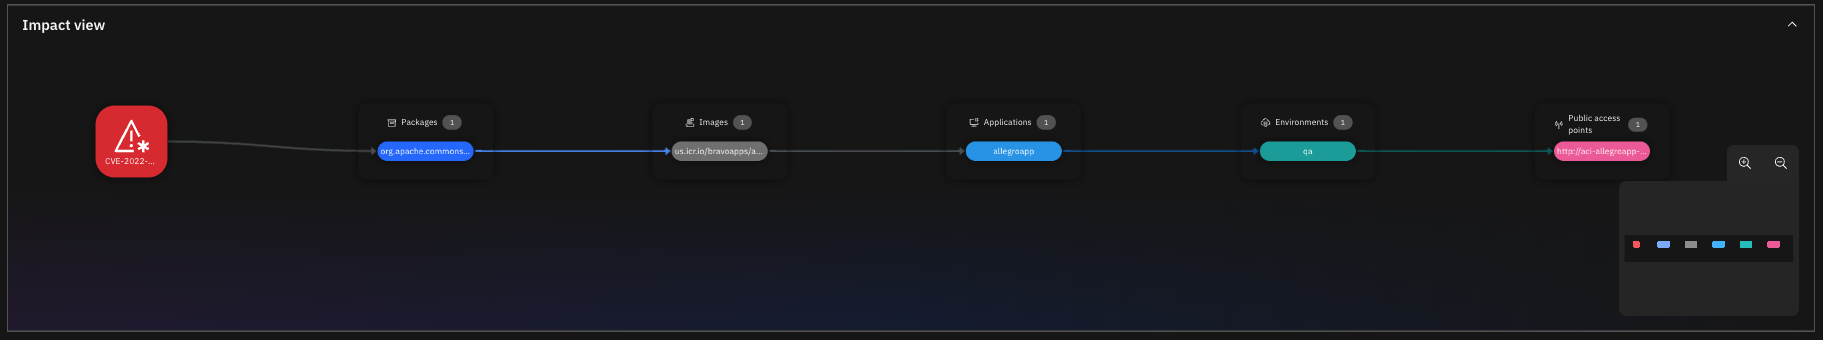 Impact view
CVE-2022-...
Packages 1
org.apache.commons...
Images 1
us.icr.io/bravoapps/a...
Applications 1
allegroapp
Environments 1
qa
Public access
points 1
http://aci-allegroapp-...